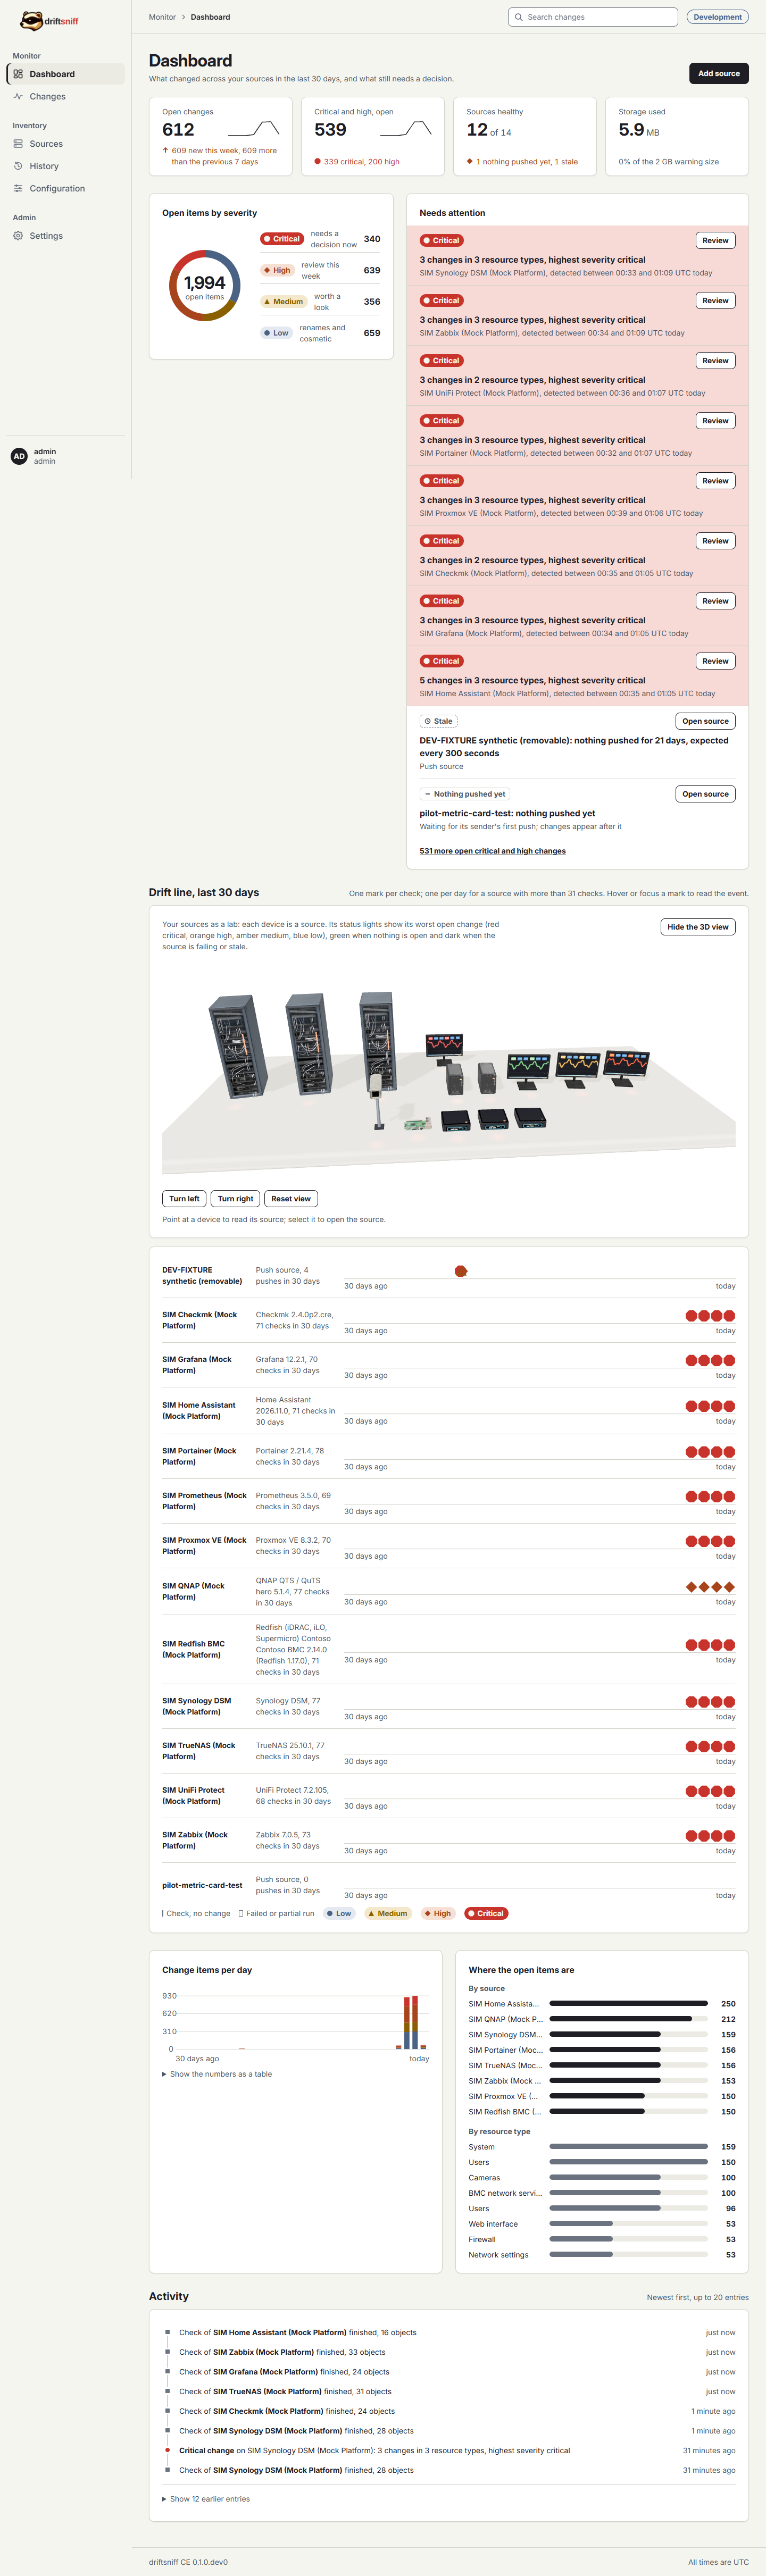 driftsniff
Monitor
Dashboard
Changes
Inventory
Sources
History
Configuration
Admin
Settings
AD
admin
admin
Monitor > Dashboard
Search changes
Development
Dashboard
What changed across your sources in the last 30 days, and what still needs a decision.
Add source
Open changes
612
609 new this week, 609 more
than the previous 7 days
Critical and high, open
539
339 critical, 200 high
Sources healthy
12 of 14
1 nothing pushed yet, 1 stale
Storage used
5.9 MB
0% of the 2 GB warning size
Open items by severity
1,994
open items
Critical needs a decision now 340
High review this week 639
Medium worth a look 356
Low renames and cosmetic 659
Needs attention
Critical
Review
3 changes in 3 resource types, highest severity critical
SIM Synology DSM (Mock Platform), detected between 00:33 and 01:09 UTC today
Critical
Review
3 changes in 3 resource types, highest severity critical
SIM Zabbix (Mock Platform), detected between 00:34 and 01:09 UTC today
Critical
Review
3 changes in 2 resource types, highest severity critical
SIM UniFi Protect (Mock Platform), detected between 00:36 and 01:07 UTC today
Critical
Review
3 changes in 3 resource types, highest severity critical
SIM Portainer (Mock Platform), detected between 00:32 and 01:07 UTC today
Critical
Review
3 changes in 3 resource types, highest severity critical
SIM Proxmox VE (Mock Platform), detected between 00:39 and 01:06 UTC today
Critical
Review
3 changes in 2 resource types, highest severity critical
SIM Checkmk (Mock Platform), detected between 00:35 and 01:05 UTC today
Critical
Review
3 changes in 3 resource types, highest severity critical
SIM Grafana (Mock Platform), detected between 00:34 and 01:05 UTC today
Critical
Review
5 changes in 3 resource types, highest severity critical
SIM Home Assistant (Mock Platform), detected between 00:35 and 01:05 UTC today
Stale
Open source
DEV-FIXTURE synthetic (removable): nothing pushed for 21 days, expected
every 300 seconds
Push source
Nothing pushed yet
Open source
pilot-metric-card-test: nothing pushed yet
Waiting for its sender's first push; changes appear after it
531 more open critical and high changes
Drift line, last 30 days
One mark per check; one per day for a source with more than 31 checks. Hover or focus a mark to read the event.
Your sources as a lab: each device is a source. Its status lights show its worst open change (red
critical, orange high, amber medium, blue low), green when nothing is open and dark when the
source is failing or stale.
Hide the 3D view
Turn left
Turn right
Reset view
Point at a device to read its source; select it to open the source.
DEV-FIXTURE
synthetic (removable)
Push source, 4
pushes in 30 days
30 days ago
today
SIM Checkmk (Mock
Platform)
Checkmk 2.4.0p2.cre,
71 checks in 30 days
30 days ago
today
SIM Grafana (Mock
Platform)
Grafana 12.2.1, 70
checks in 30 days
30 days ago
today
SIM Home Assistant
(Mock Platform)
Home Assistant
2026.11.0, 71 checks in
30 days
30 days ago
today
SIM Portainer (Mock
Platform)
Portainer 2.21.4, 78
checks in 30 days
30 days ago
today
SIM Prometheus (Mock
Platform)
Prometheus 3.5.0, 69
checks in 30 days
30 days ago
today
SIM Proxmox VE (Mock
Platform)
Proxmox VE 8.3.2, 70
checks in 30 days
30 days ago
today
SIM QNAP (Mock
Platform)
QNAP QTS / QuTS
hero 5.1.4, 77 checks
in 30 days
30 days ago
today
SIM Redfish BMC
(Mock Platform)
Redfish (iDRAC, iLO,
Supermicro) Contoso
Contoso BMC 2.14.0
(Redfish 1.17.0), 71
checks in 30 days
30 days ago
today
SIM Synology DSM
(Mock Platform)
Synology DSM, 77
checks in 30 days
30 days ago
today
SIM TrueNAS (Mock
Platform)
TrueNAS 25.10.1, 77
checks in 30 days
30 days ago
today
SIM UniFi Protect
(Mock Platform)
UniFi Protect 7.2.105,
68 checks in 30 days
30 days ago
today
SIM Zabbix (Mock
Platform)
Zabbix 7.0.5, 73
checks in 30 days
30 days ago
today
pilot-metric-card-test
Push source, 0
pushes in 30 days
30 days ago
today
Check, no change
Failed or partial run
Low
Medium
High
Critical
Change items per day
930
620
310
0
30 days ago
today
Show the numbers as a table
Where the open items are
By source
SIM Home Assista... 250
SIM QNAP (Mock P... 212
SIM Synology DSM... 159
SIM Portainer (Moc... 156
SIM TrueNAS (Moc... 156
SIM Zabbix (Mock ... 153
SIM Proxmox VE (... 150
SIM Redfish BMC (... 150
By resource type
System 159
Users 150
Cameras 100
BMC network servi... 100
Users 96
Web interface 53
Firewall 53
Network settings 53
Activity
Newest first, up to 20 entries
Check of SIM Home Assistant (Mock Platform) finished, 16 objects just now
Check of SIM Zabbix (Mock Platform) finished, 33 objects just now
Check of SIM Grafana (Mock Platform) finished, 24 objects just now
Check of SIM TrueNAS (Mock Platform) finished, 31 objects just now
Check of SIM Checkmk (Mock Platform) finished, 24 objects 1 minute ago
Check of SIM Synology DSM (Mock Platform) finished, 28 objects 1 minute ago
Critical change on SIM Synology DSM (Mock Platform): 3 changes in 3 resource types, highest severity critical 31 minutes ago
Check of SIM Synology DSM (Mock Platform) finished, 28 objects 31 minutes ago
Show 12 earlier entries
driftsniff CE 0.1.0.dev0
All times are UTC